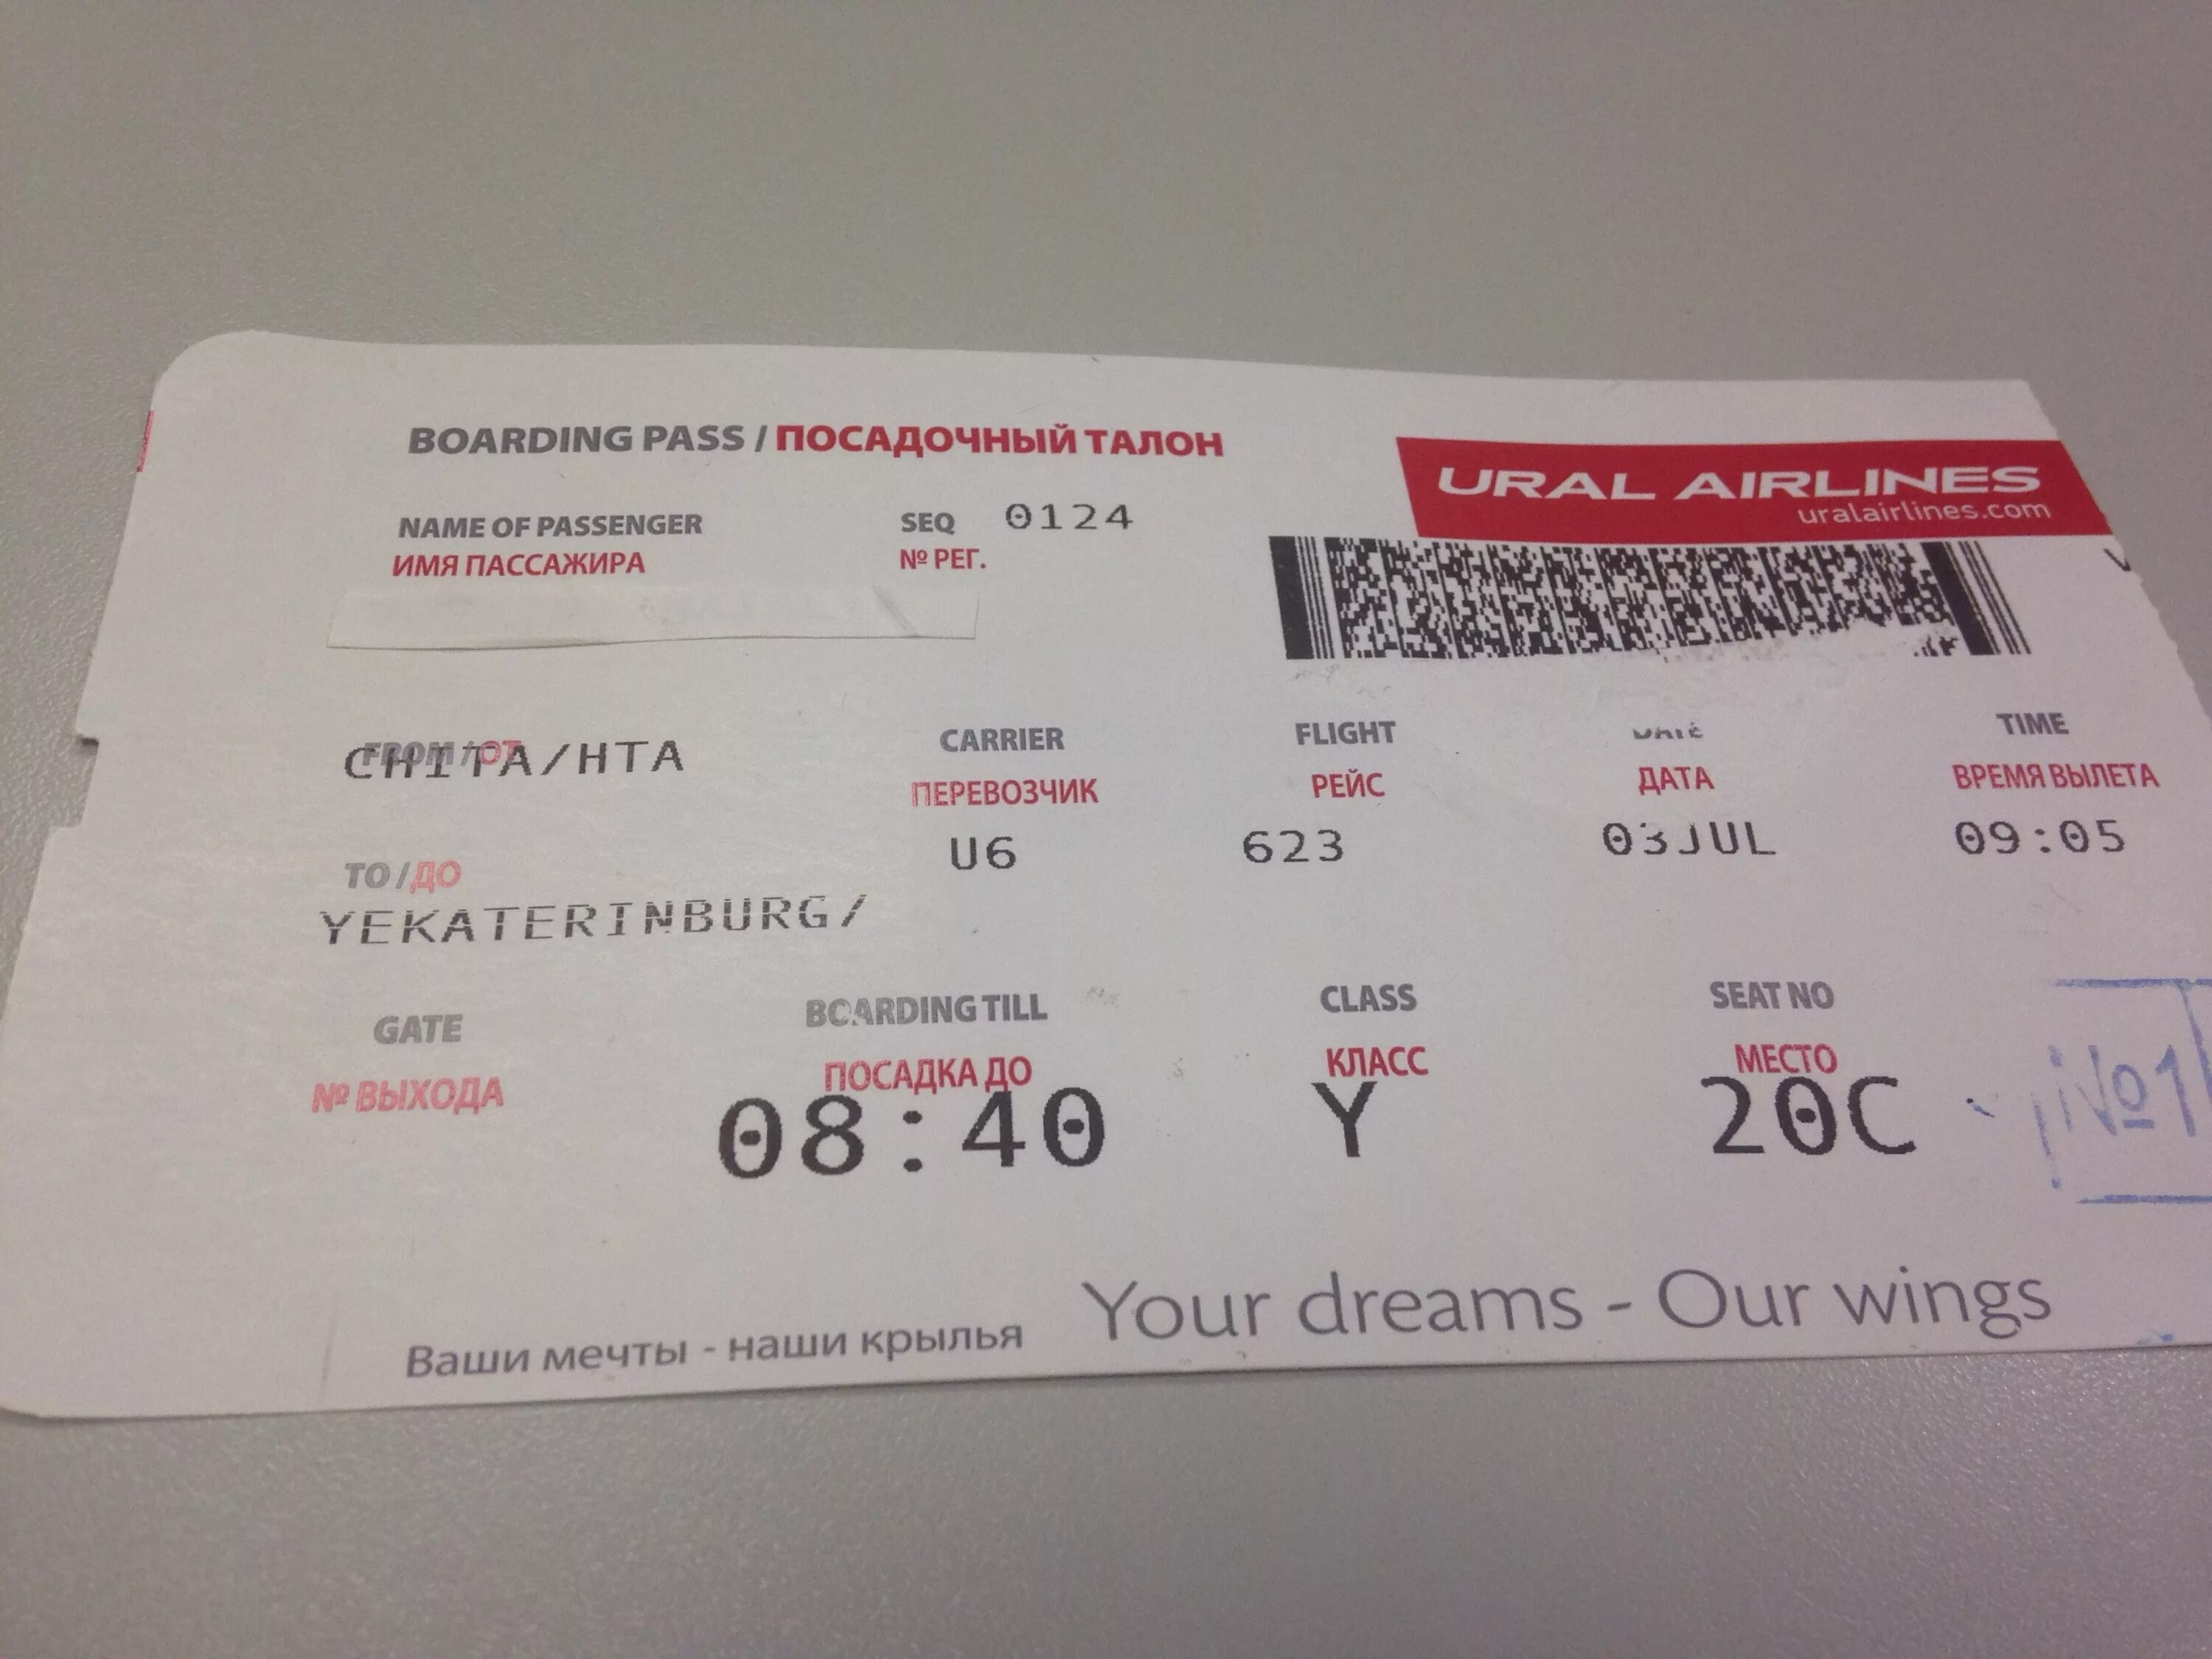 BOARDING PASS / ПОСАДОЧНЫЙ ТАЛОН
URAL AIRLINES
uralairlines.com
NAME OF PASSENGER SEQ 0124
ИМЯ ПАССАЖИРА № РЕГ.
FROM / ОТ
CHITA/HTA
CARRIER FLIGHT DATE TIME
ПЕРЕВОЗЧИК РЕЙС ДАТА ВРЕМЯ ВЫЛЕТА
U6 623 03JUL 09:05
TO / ДО
YEKATERINBURG/
GATE BOARDING TILL CLASS SEAT NO
№ ВЫХОДА ПОСАДКА ДО КЛАСС МЕСТО
08:40 Y 20C
№1
Ваши мечты - наши крылья Your dreams - Our wings